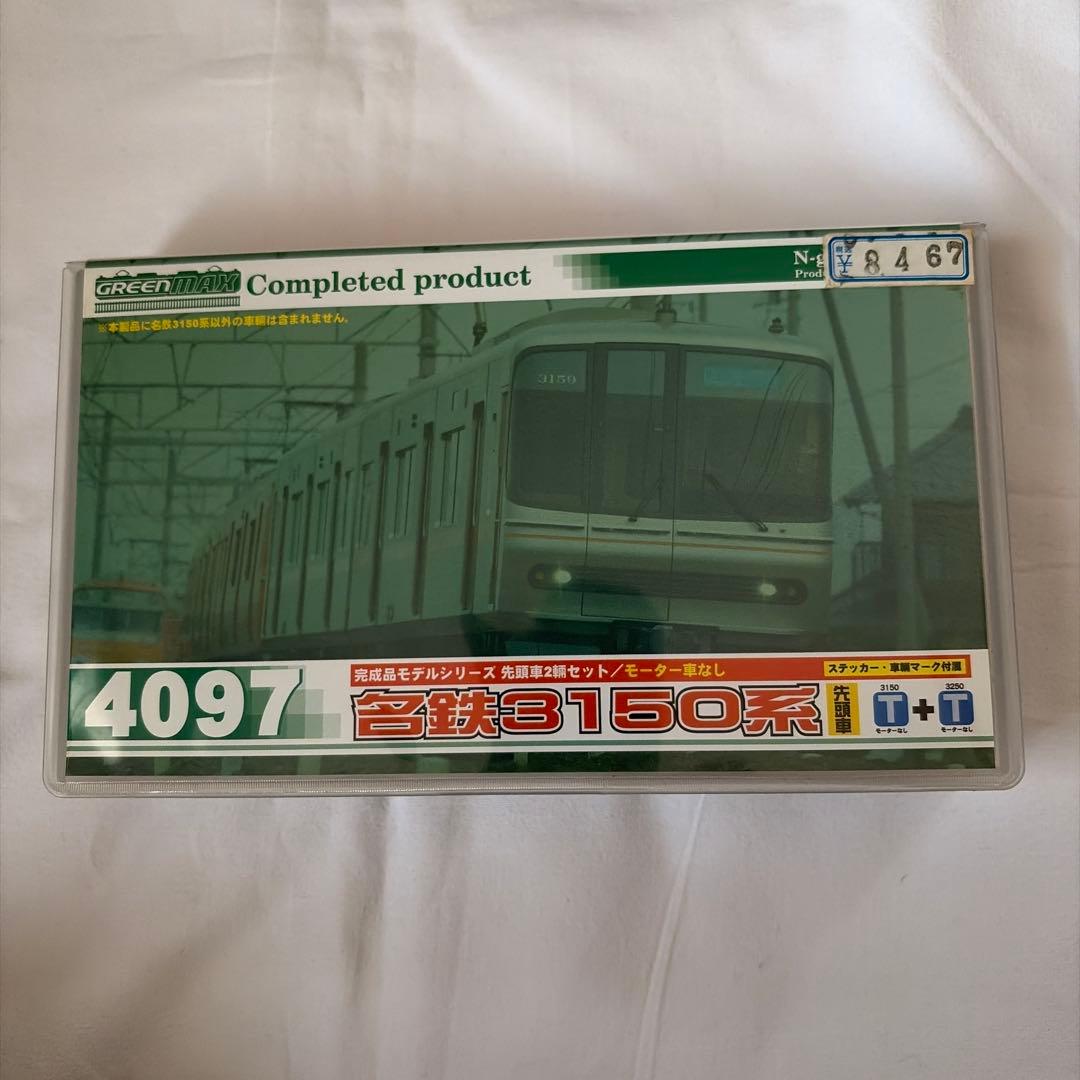 GREENMAX Completed product
N-g
Produ
¥8467
※本製品に名鉄3150系以外の車輛は含まれません。
3159
完成品モデルシリーズ 先頭車2輛セット/モーター車なし
ステッカー・車輛マーク付属
4097
名鉄3150系
先頭車
3150 T モーターなし + 3250 T モーターなし